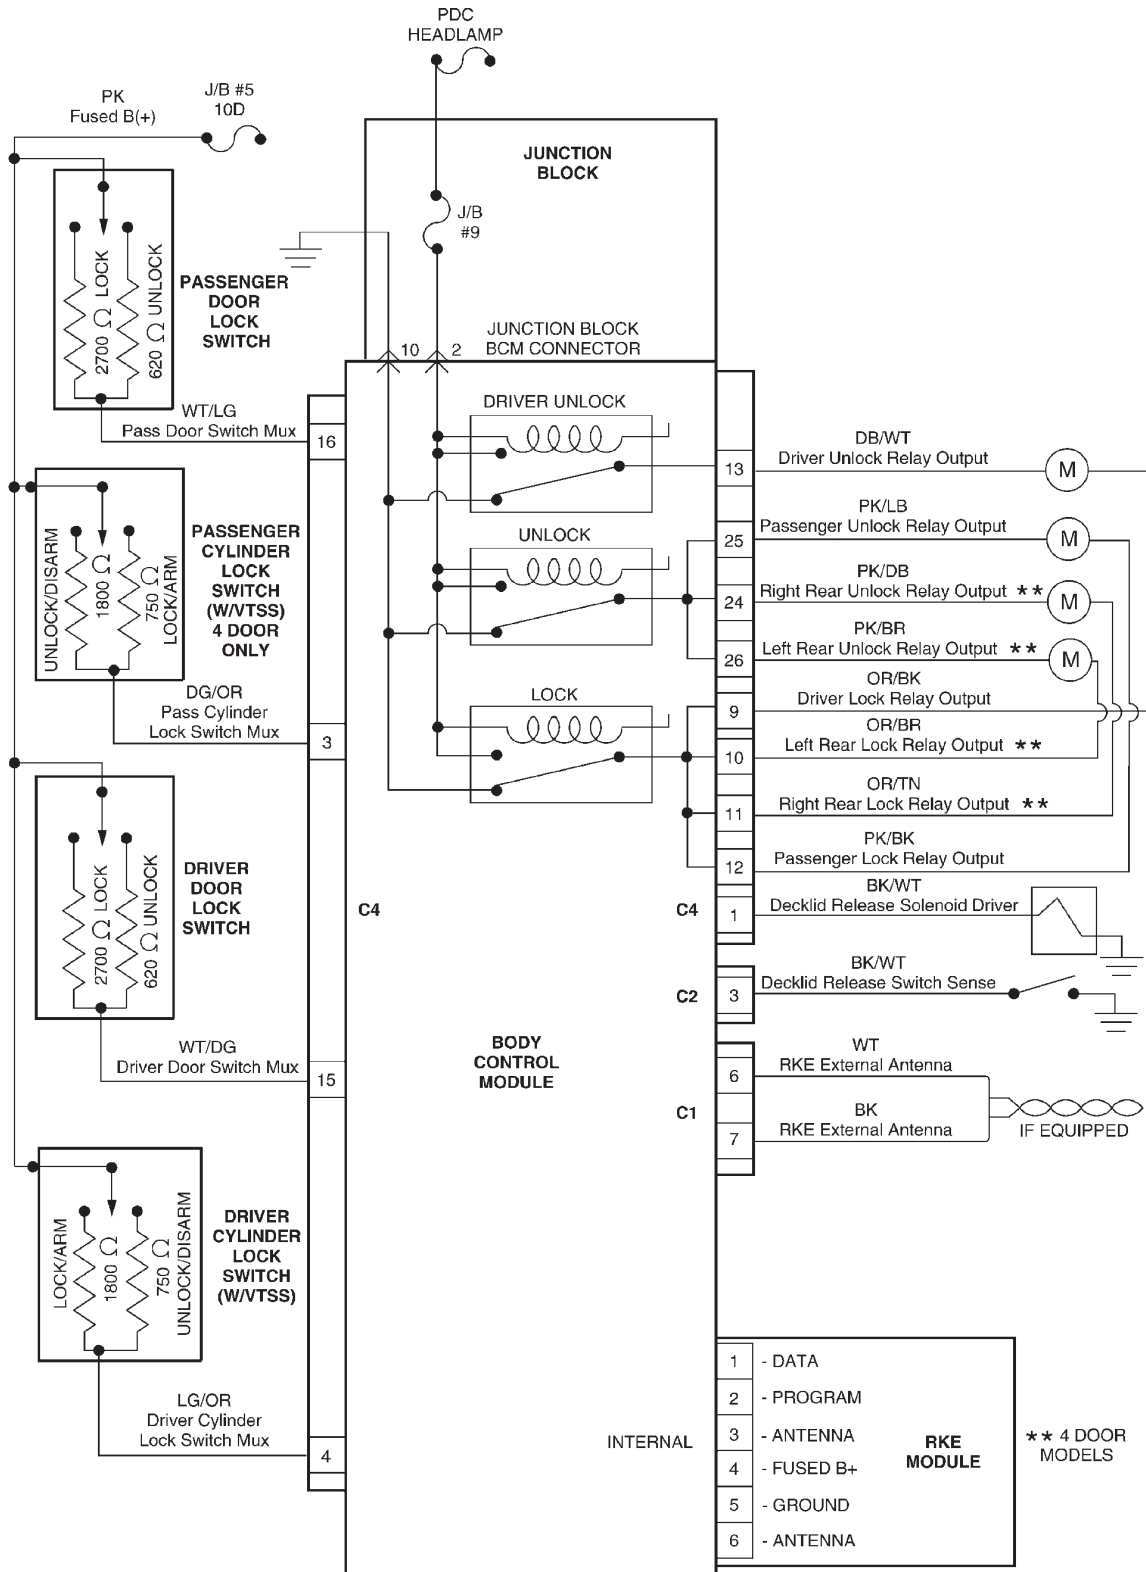 PDC
HEADLAMP
J/B #5
10D
PK
Fused B(+)
JUNCTION
BLOCK
J/B
#9
2700 Ω LOCK
620 Ω UNLOCK
PASSENGER
DOOR
LOCK
SWITCH
JUNCTION BLOCK
BCM CONNECTOR
10
2
WT/LG
Pass Door Switch Mux
16
DRIVER UNLOCK
13
DB/WT
Driver Unlock Relay Output
M
UNLOCK/DISARM
1800 Ω
750 Ω
LOCK/ARM
PASSENGER
CYLINDER
LOCK
SWITCH
(W/VTSS)
4 DOOR
ONLY
UNLOCK
25
PK/LB
Passenger Unlock Relay Output
M
24
PK/DB
Right Rear Unlock Relay Output ★★
M
26
PK/BR
Left Rear Unlock Relay Output ★★
M
DG/OR
Pass Cylinder
Lock Switch Mux
3
LOCK
9
OR/BK
Driver Lock Relay Output
10
OR/BR
Left Rear Lock Relay Output ★★
11
OR/TN
Right Rear Lock Relay Output ★★
12
PK/BK
Passenger Lock Relay Output
2700 Ω LOCK
620 Ω UNLOCK
DRIVER
DOOR
LOCK
SWITCH
C4
C4
1
BK/WT
Decklid Release Solenoid Driver
C2
3
BK/WT
Decklid Release Switch Sense
WT/DG
Driver Door Switch Mux
15
BODY
CONTROL
MODULE
C1
6
WT
RKE External Antenna
7
BK
RKE External Antenna
IF EQUIPPED
LOCK/ARM
1800 Ω
750 Ω
UNLOCK/DISARM
DRIVER
CYLINDER
LOCK
SWITCH
(W/VTSS)
LG/OR
Driver Cylinder
Lock Switch Mux
4
INTERNAL
1 - DATA
2 - PROGRAM
3 - ANTENNA
4 - FUSED B+
5 - GROUND
6 - ANTENNA
RKE
MODULE
★★ 4 DOOR
MODELS